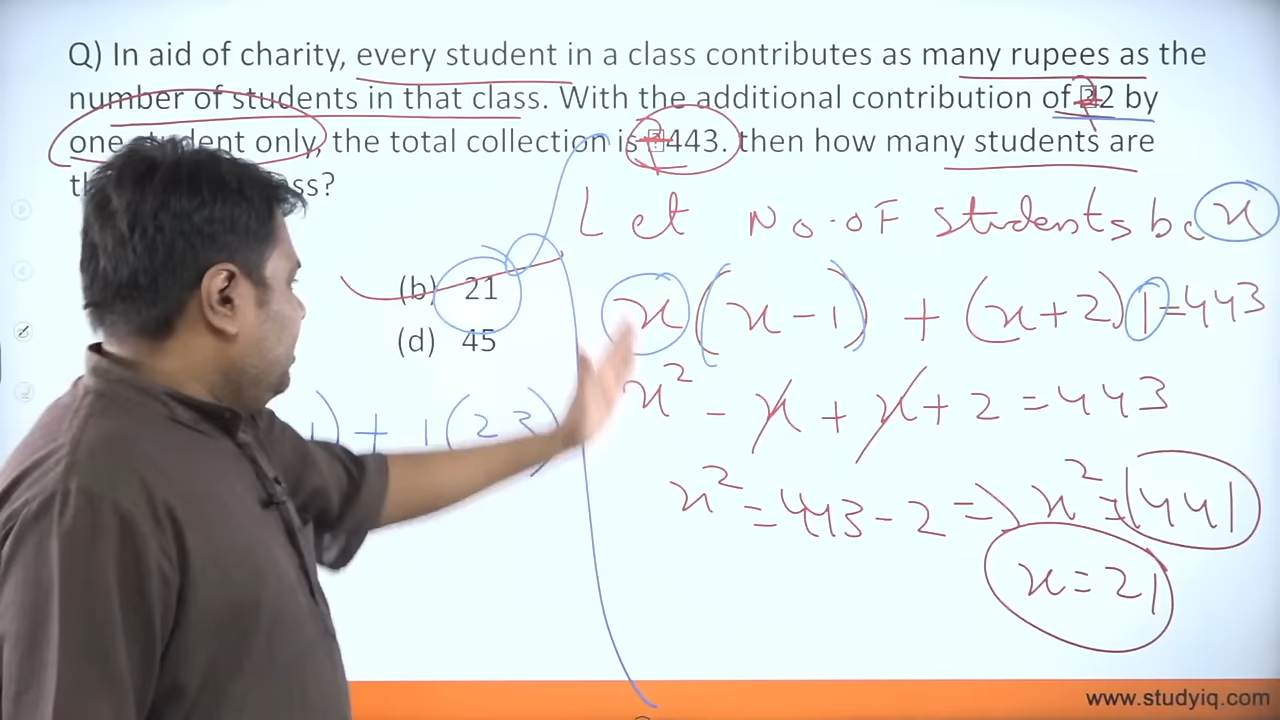 Q) In aid of charity, every student in a class contributes as many rupees as the
number of students in that class. With the additional contribution of 2 by
one student only, the total collection is 443. then how many students are
ss?
Let No.of students be x
(b) 21
x(x-1) + (x+2)1=443
(d) 45
x² - x + x + 2 = 443
) + 1(23)
x² = 443-2 => x² = 441
x = 21
www.studyiq.com